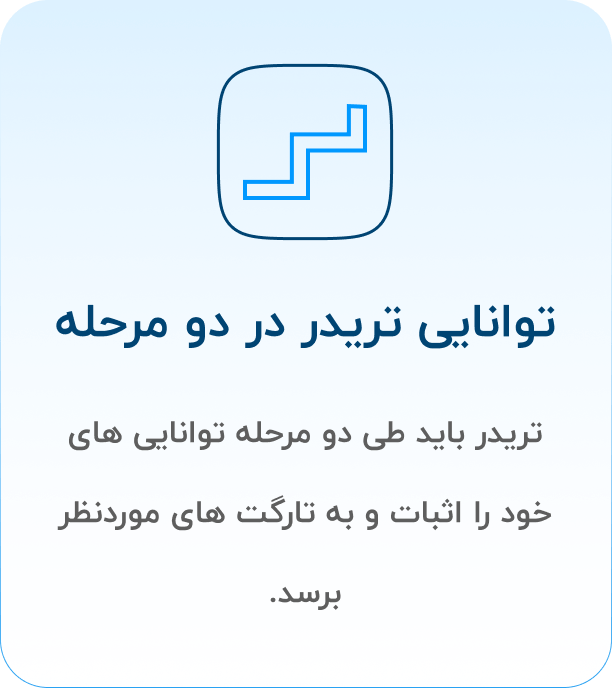 توانایی تریدر در دو مرحله
تریدر باید طی دو مرحله توانایی های
خود را اثبات و به تارگت های موردنظر
برسد.